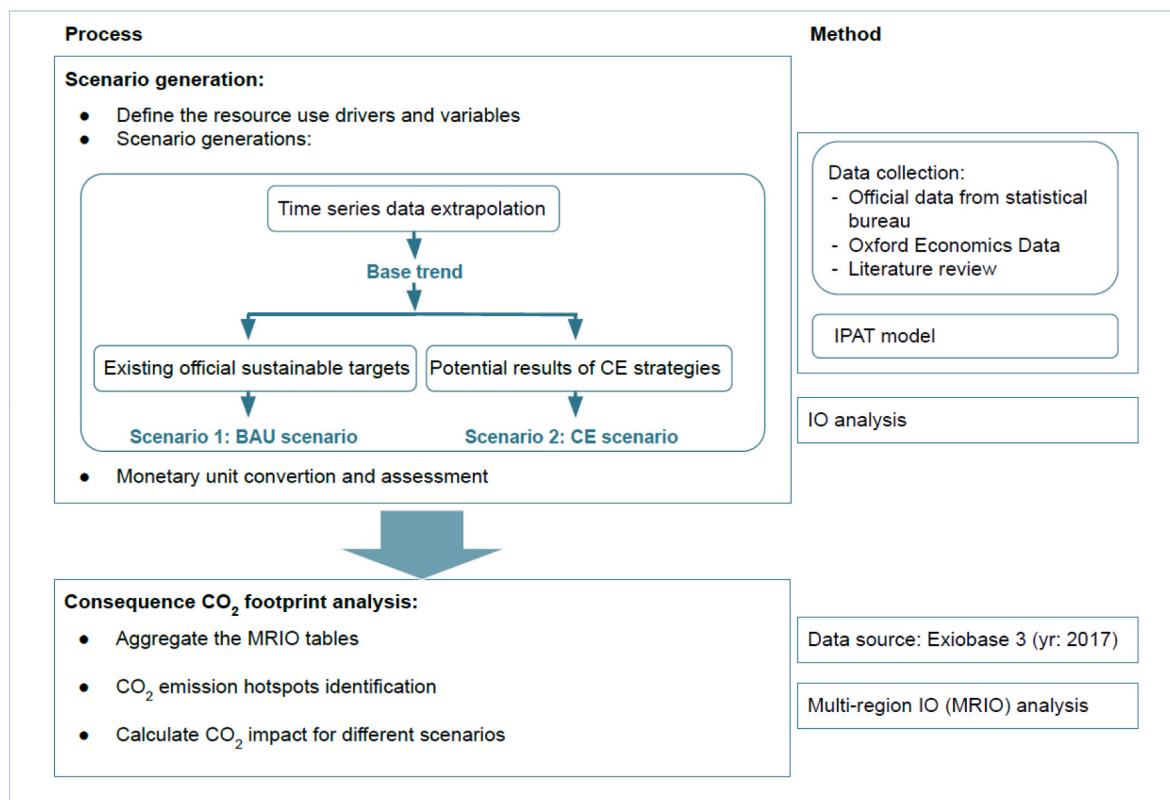 Process
Method
Scenario generation:
● Define the resource use drivers and variables
● Scenario generations:
Time series data extrapolation
Base trend
Existing official sustainable targets
Potential results of CE strategies
Scenario 1: BAU scenario
Scenario 2: CE scenario
● Monetary unit convertion and assessment
Data collection:
- Official data from statistical
bureau
- Oxford Economics Data
- Literature review
IPAT model
IO analysis
Consequence CO₂ footprint analysis:
● Aggregate the MRIO tables
● CO₂ emission hotspots identification
● Calculate CO₂ impact for different scenarios
Data source: Exiobase 3 (yr: 2017)
Multi-region IO (MRIO) analysis